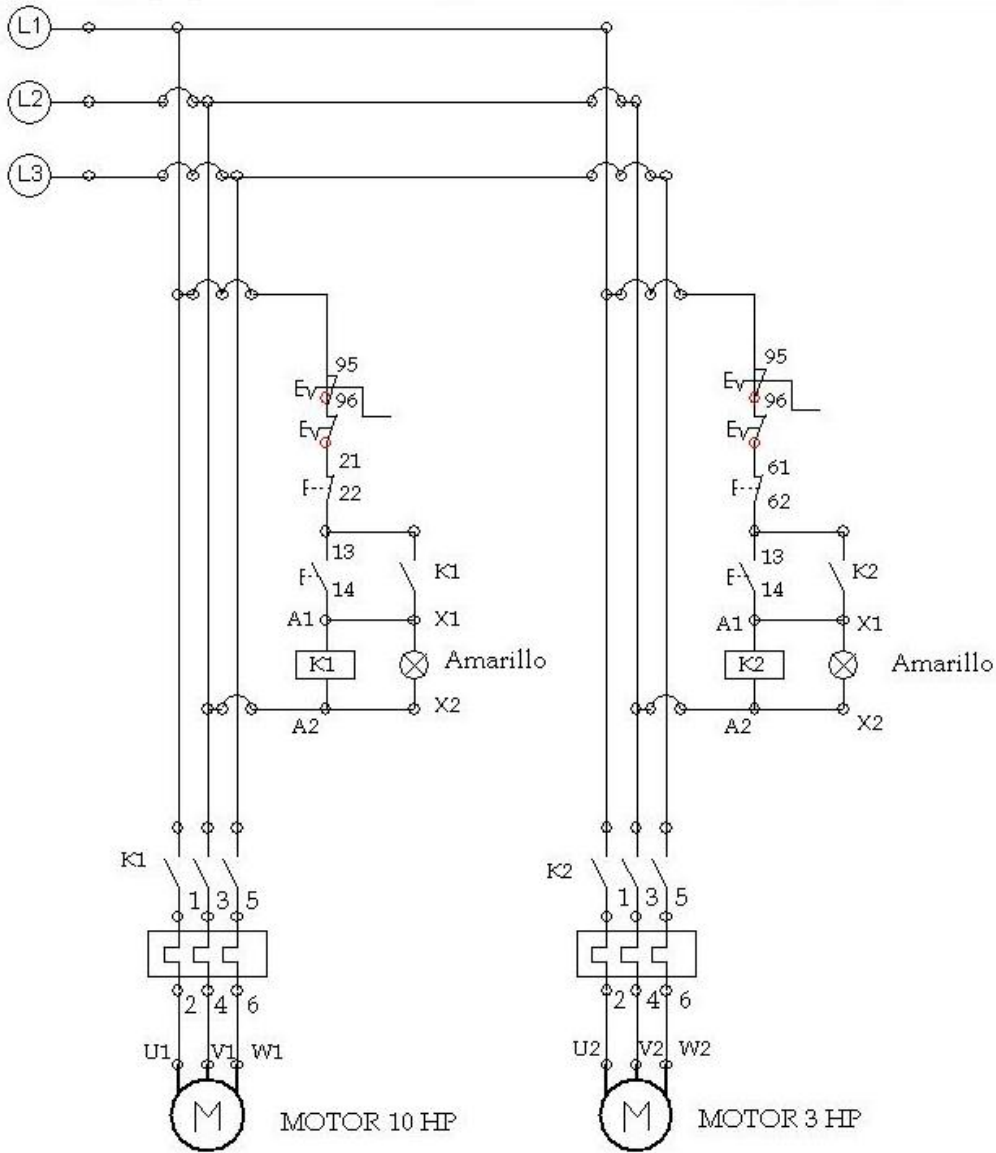 L1
L2
L3
95
96
21
22
13
14
K1
A1
X1
K1
Amarillo
A2
X2
95
96
61
62
13
14
K2
A1
X1
K2
Amarillo
A2
X2
K1
1 3 5
2 4 6
U1 V1 W1
M
MOTOR 10 HP
K2
1 3 5
2 4 6
U2 V2 W2
M
MOTOR 3 HP